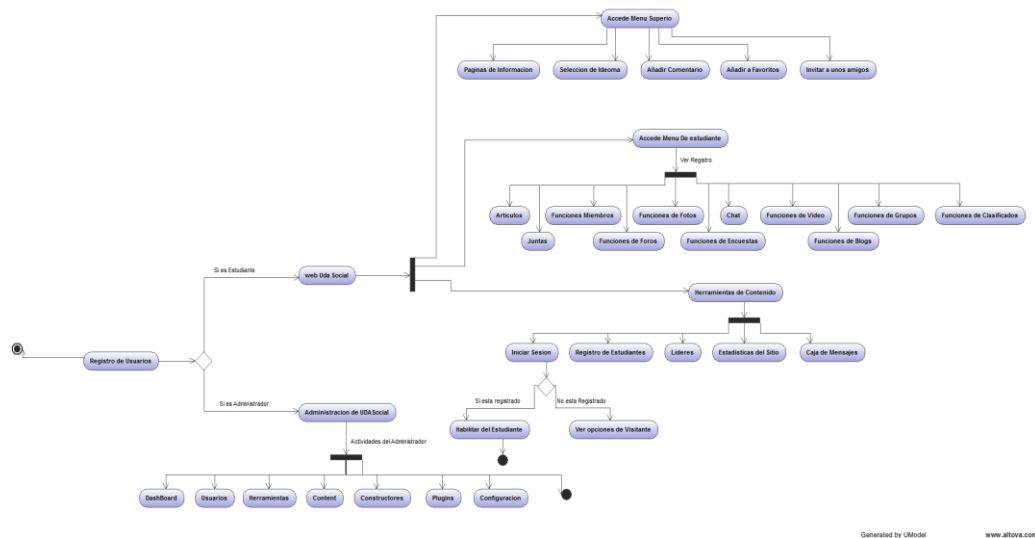 Accede Menu Superio
Paginas de Informacion
Seleccion de Ideoma
Añadir Comentario
Añadir a Favoritos
Invitar a unos amigos
Accede Menu De estudiante
Ver Registro
Artículos
Funciones Miembros
Funciones de Fotos
Chat
Funciones de Video
Funciones de Grupos
Funciones de Clasificados
Juntas
Funciones de Foros
Funciones de Encuestas
Funciones de Blogs
Si es Estudiante
web Uda Social
Herramientas de Contenido
Registro de Usuarios
Iniciar Sesion
Registro de Estudiantes
Lideres
Estadisticas del Sitio
Caja de Mensajes
Si esta registrado
No esta Registrado
Si es Administrador
Administracion de UDASocial
Habilitar del Estudiante
Ver opciones de Visitante
Actividades del Administrador
DashBoard
Usuarios
Herramientas
Content
Constructores
Plugins
Configuracion
Generated by UModel
www.altova.com